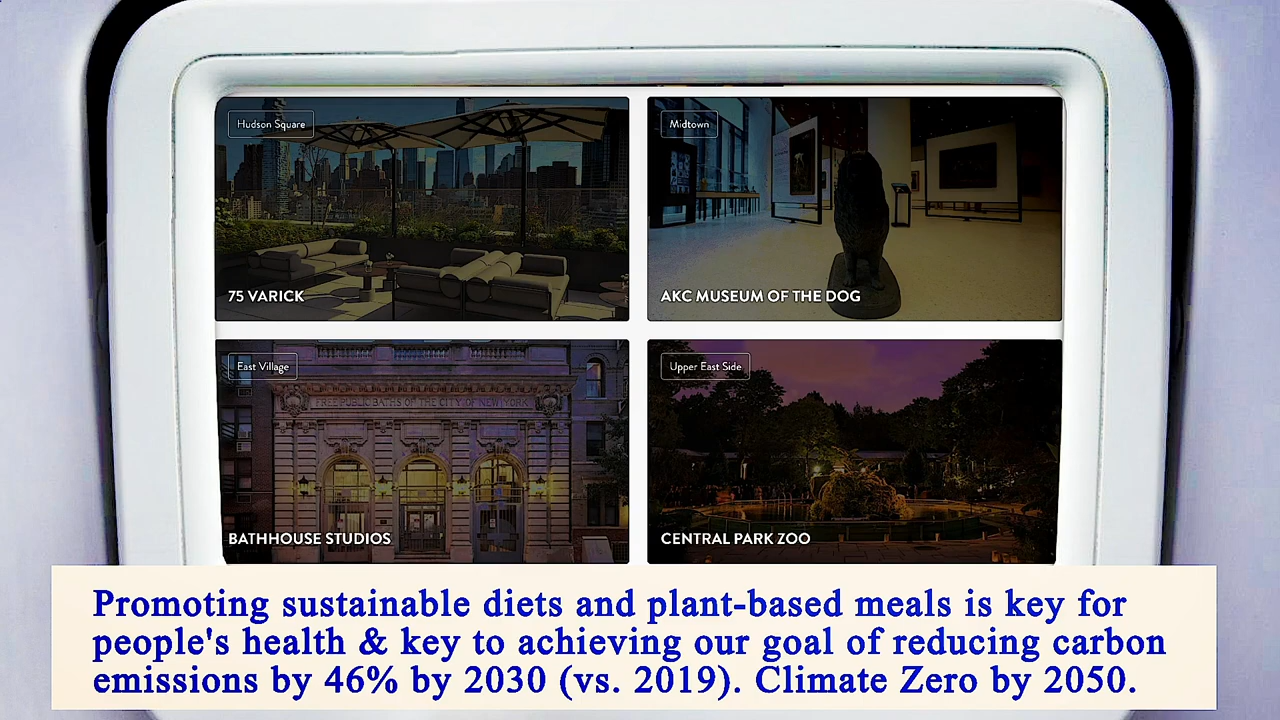 Hudson Square
75 VARICK
Midtown
AKC MUSEUM OF THE DOG
East Village
FREE PUBLIC BATHS OF THE CITY OF NEW YORK
BATHHOUSE STUDIOS
Upper East Side
CENTRAL PARK ZOO
Promoting sustainable diets and plant-based meals is key for
people's health & key to achieving our goal of reducing carbon
emissions by 46% by 2030 (vs. 2019). Climate Zero by 2050.